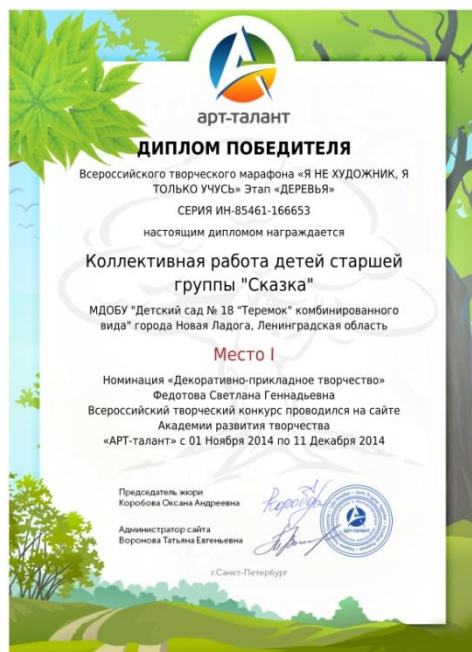 арт-талант
ДИПЛОМ ПОБЕДИТЕЛЯ
Всероссийского творческого марафона «Я НЕ ХУДОЖНИК, Я
ТОЛЬКО УЧУСЬ» Этап «ДЕРЕВЬЯ»
СЕРИЯ ИН-85461-166653
настоящим дипломом награждается
Коллективная работа детей старшей
группы "Сказка"
МДОБУ "Детский сад № 18 "Теремок" комбинированного
вида" города Новая Ладога, Ленинградская область
Место I
Номинация «Декоративно-прикладное творчество»
Федотова Светлана Геннадьевна
Всероссийский творческий конкурс проводился на сайте
Академии развития творчества
«АРТ-талант» с 01 Ноября 2014 по 11 Декабря 2014
Председатель жюри
Коробова Оксана Андреевна
Администратор сайта
Воронова Татьяна Евгеньевна
АРТ-ТАЛАНТ
г.Санкт-Петербург